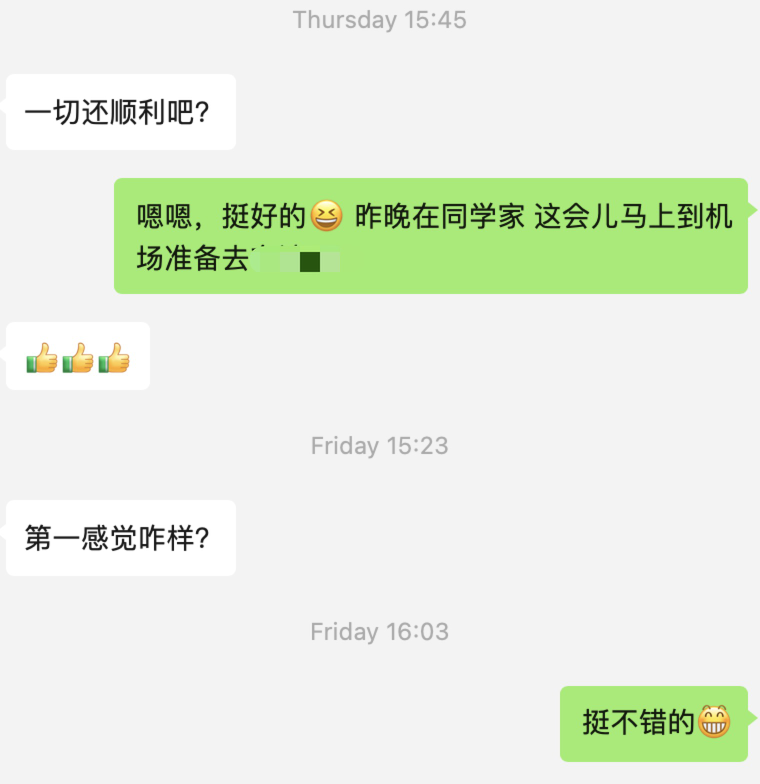 Thursday 15:45
一切还顺利吧?
嗯嗯，挺好的😆 昨晚在同学家 这会儿马上到机
场准备去
👍👍👍
Friday 15:23
第一感觉咋样?
Friday 16:03
挺不错的😁